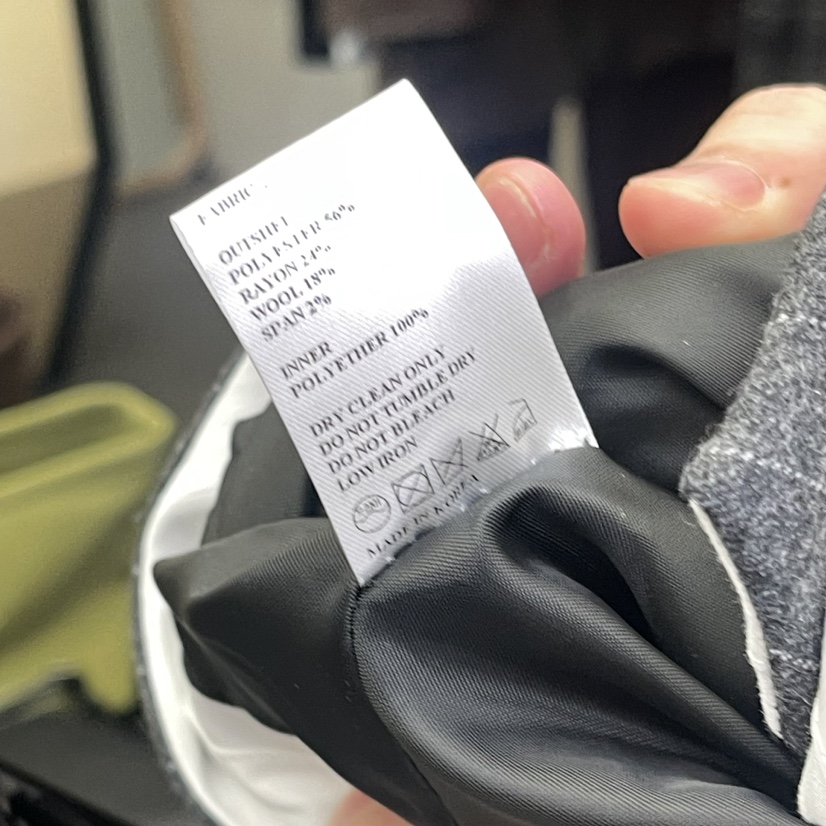 FABRIC
OUTSHEL
POLYESTER 56%
RAYON 24%
WOOL 18%
SPAN 2%
INNER
POLYETHER 100%
DRY CLEAN ONLY
DO NOT TUMBLE DRY
DO NOT BLEACH
LOW IRON
MADE IN KOREA